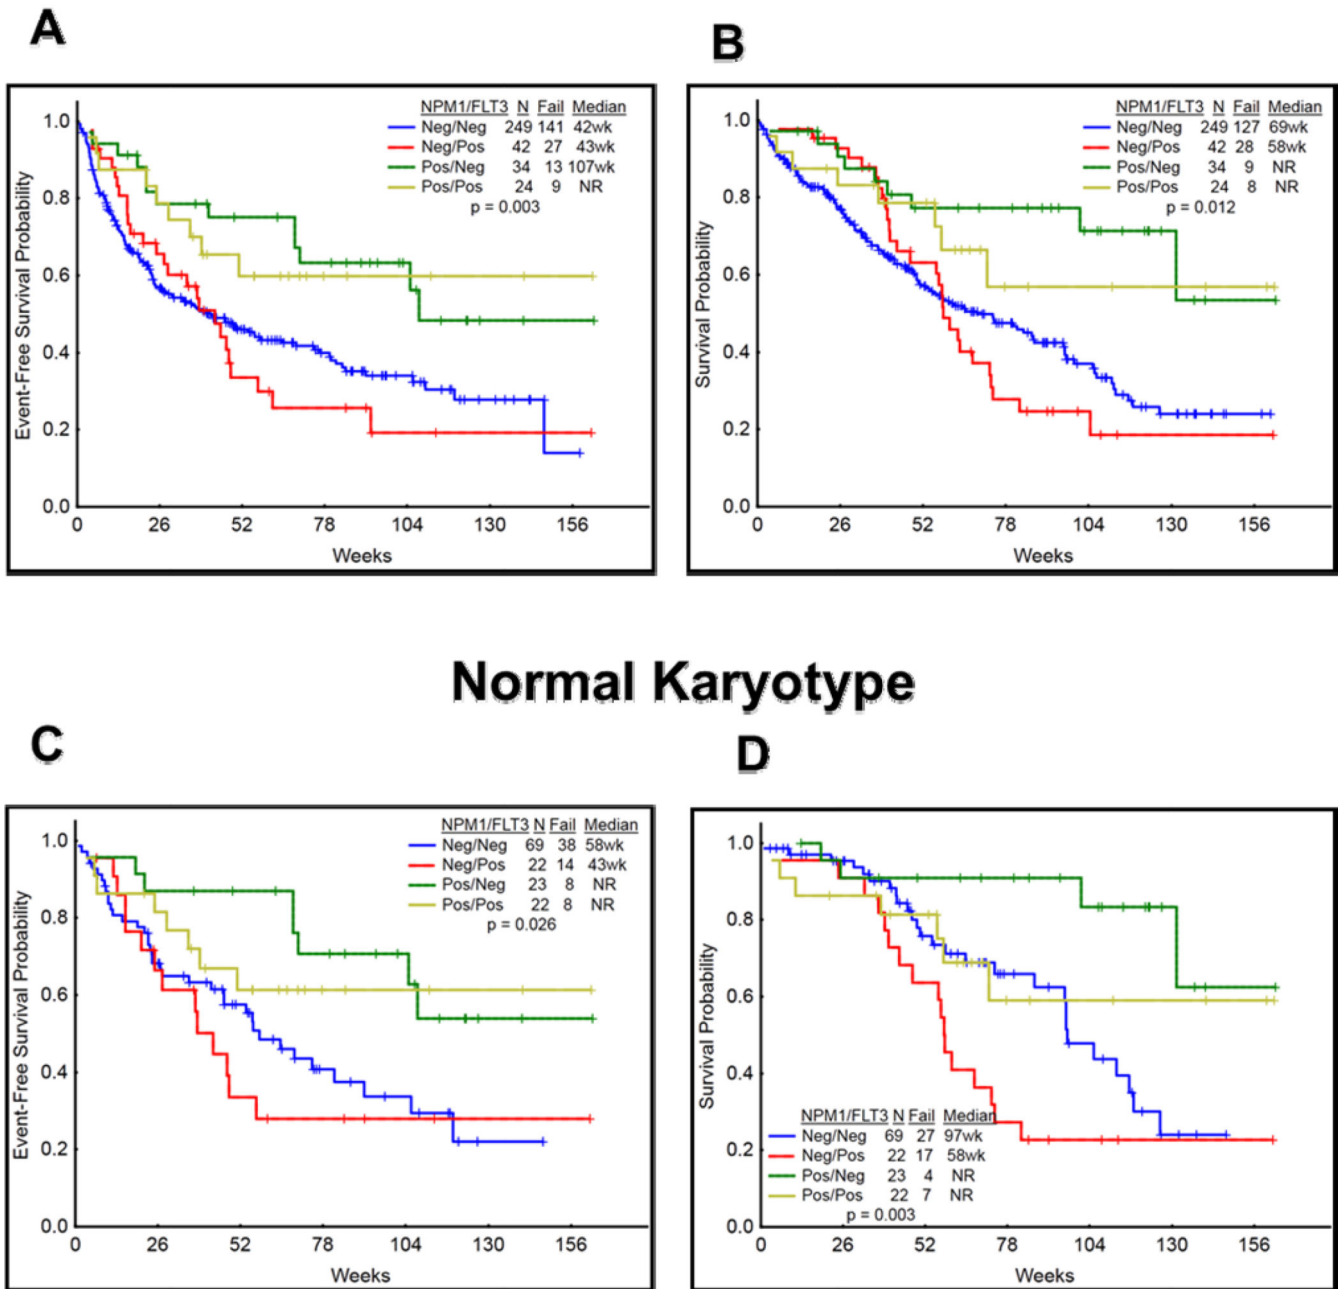 A
NPM1/FLT3 N Fail Median
Neg/Neg 249 141 42wk
Neg/Pos 42 27 43wk
Pos/Neg 34 13 107wk
Pos/Pos 24 9 NR
p = 0.003
Event-Free Survival Probability
1.0
0.8
0.6
0.4
0.2
0.0
0 26 52 78 104 130 156
Weeks
B
NPM1/FLT3 N Fail Median
Neg/Neg 249 127 69wk
Neg/Pos 42 28 58wk
Pos/Neg 34 9 NR
Pos/Pos 24 8 NR
p = 0.012
Survival Probability
1.0
0.8
0.6
0.4
0.2
0.0
0 26 52 78 104 130 156
Weeks
Normal Karyotype
C
NPM1/FLT3 N Fail Median
Neg/Neg 69 38 58wk
Neg/Pos 22 14 43wk
Pos/Neg 23 8 NR
Pos/Pos 22 8 NR
p = 0.026
Event-Free Survival Probability
1.0
0.8
0.6
0.4
0.2
0.0
0 26 52 78 104 130 156
Weeks
D
Survival Probability
1.0
0.8
0.6
0.4
0.2
0.0
NPM1/FLT3 N Fail Median
Neg/Neg 69 27 97wk
Neg/Pos 22 17 58wk
Pos/Neg 23 4 NR
Pos/Pos 22 7 NR
p = 0.003
0 26 52 78 104 130 156
Weeks